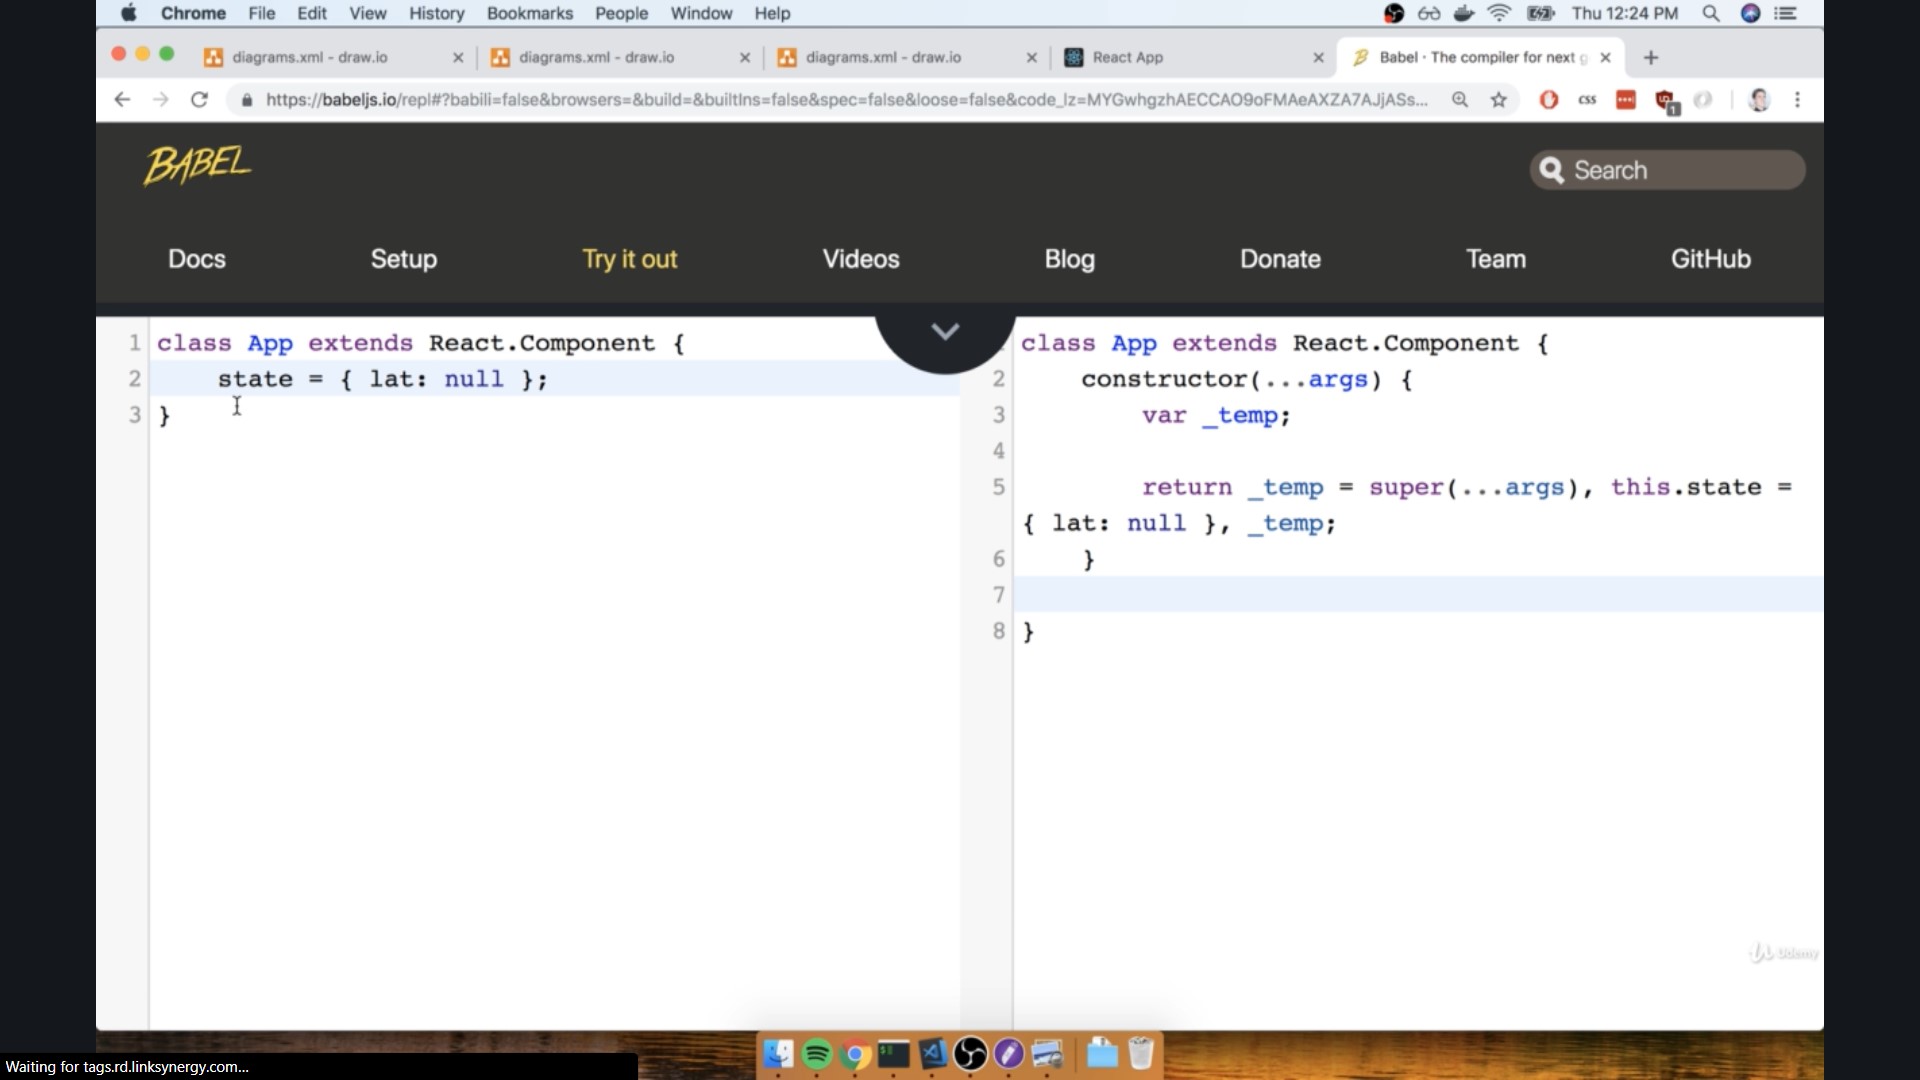 Chrome File Edit View History Bookmarks People Window Help Thu 12:24 PM
diagrams.xml - draw.io diagrams.xml - draw.io diagrams.xml - draw.io React App Babel · The compiler for next g
https://babeljs.io/repl#?babili=false&browsers=&build=&builtIns=false&spec=false&loose=false&code_lz=MYGwhgzhAECCAO9oFMAeAXZA7AJjASs... css 1
BABEL
Search
Docs Setup Try it out Videos Blog Donate Team GitHub
1 class App extends React.Component {
2 state = { lat: null };
3 }
class App extends React.Component {
2 constructor(...args) {
3 var _temp;
4
5 return _temp = super(...args), this.state =
{ lat: null }, _temp;
6 }
7
8 }
Udemy
Waiting for tags.rd.linksynergy.com...